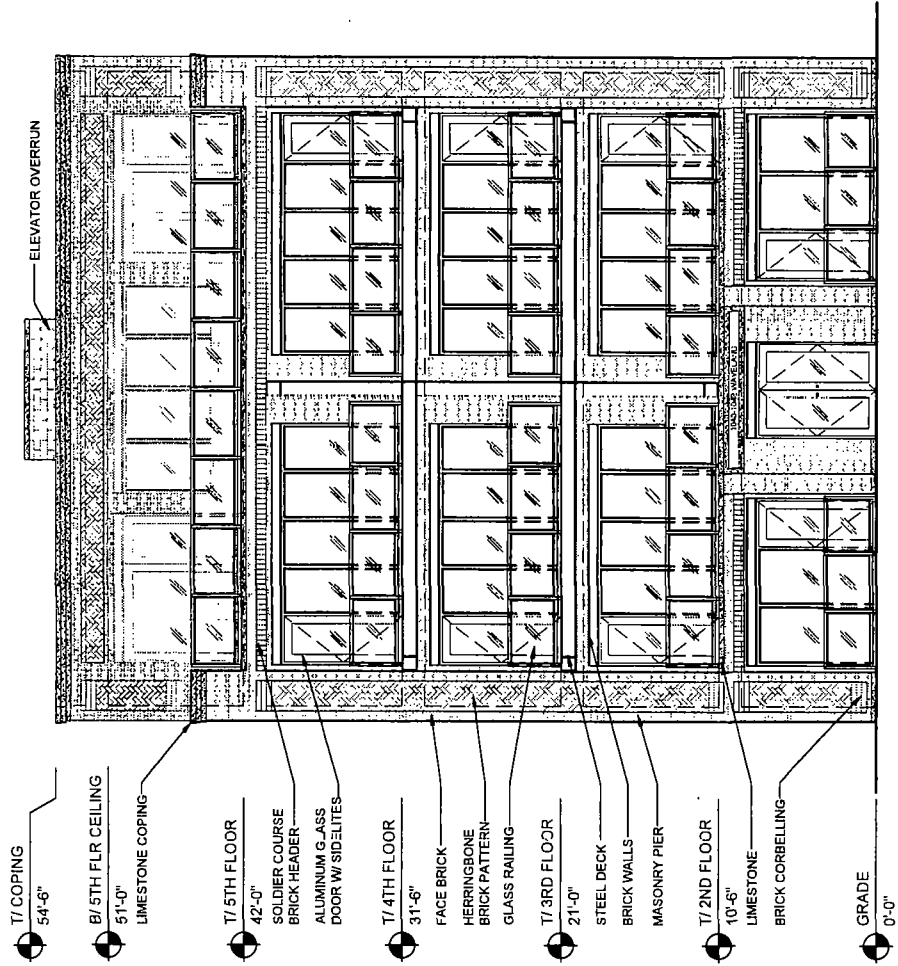 T/ COPING
54'-6"
B/ 5TH FLR CEILING
51'-0"
LIMESTONE COPING
T/ 5TH FLOOR
42'-0"
SOLDIER COURSE
BRICK HEADER
ALUMINUM GLASS
DOOR W/ SIDELITES
T/ 4TH FLOOR
31'-6"
FACE BRICK
HERRINGBONE
BRICK PATTERN
GLASS RAILING
T/ 3RD FLOOR
21'-0"
STEEL DECK
BRICK WALLS
MASONRY PIER
T/ 2ND FLOOR
10'-6"
LIMESTONE
BRICK CORBELLING
GRADE
0'-0"
ELEVATOR OVERRUN
WAVELAND